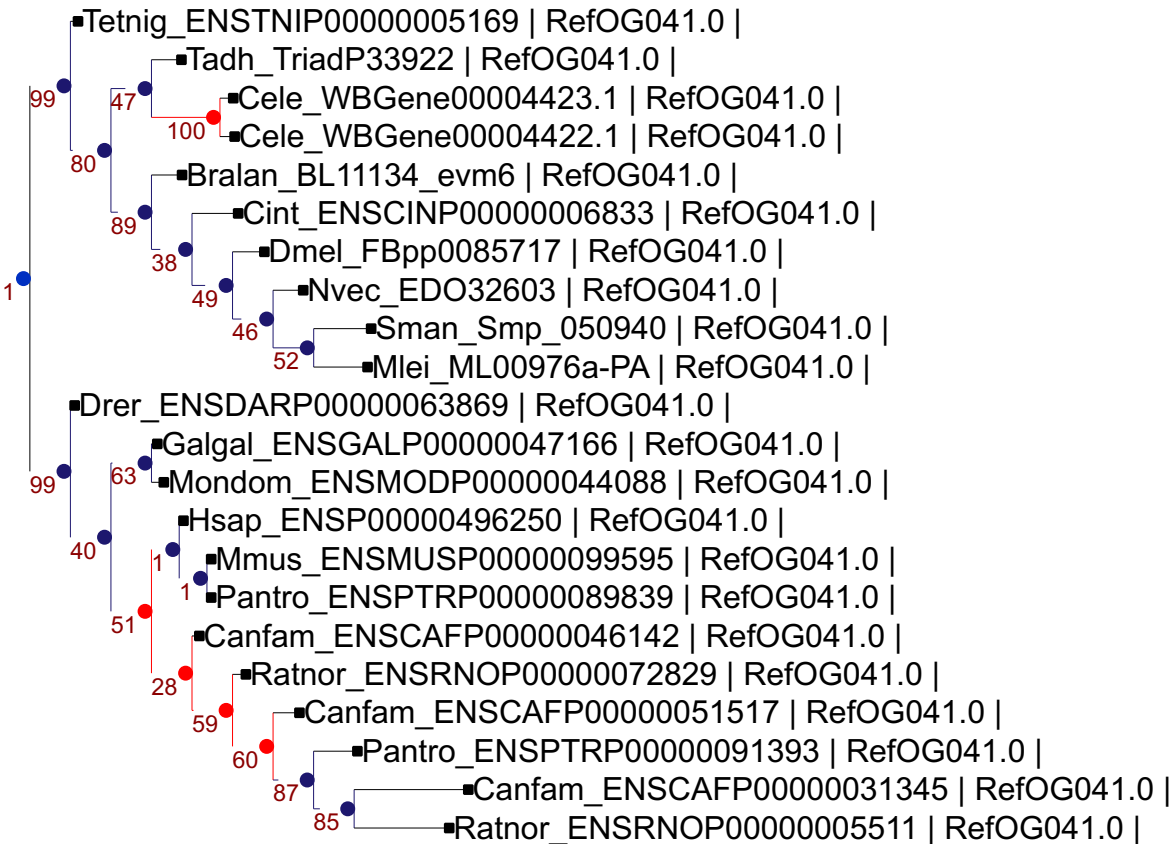 Tetnig_ENSTNIP00000005169 | RefOG041.0 |
99
Tadh_TriadP33922 | RefOG041.0 |
47
Cele_WBGene00004423.1 | RefOG041.0 |
100
Cele_WBGene00004422.1 | RefOG041.0 |
80
Bralan_BL11134_evm6 | RefOG041.0 |
89
Cint_ENSCINP00000006833 | RefOG041.0 |
38
Dmel_FBpp0085717 | RefOG041.0 |
1
49
Nvec_EDO32603 | RefOG041.0 |
46
Sman_Smp_050940 | RefOG041.0 |
52
Mlei_ML00976a-PA | RefOG041.0 |
Drer_ENSDARP00000063869 | RefOG041.0 |
Galgal_ENSGALP00000047166 | RefOG041.0 |
63
99
Mondom_ENSMODP00000044088 | RefOG041.0 |
Hsap_ENSP00000496250 | RefOG041.0 |
40
1
Mmus_ENSMUSP00000099595 | RefOG041.0 |
1
Pantro_ENSPTRP00000089839 | RefOG041.0 |
51
Canfam_ENSCAFP00000046142 | RefOG041.0 |
28
Ratnor_ENSRNOP00000072829 | RefOG041.0 |
59
Canfam_ENSCAFP00000051517 | RefOG041.0 |
60
Pantro_ENSPTRP00000091393 | RefOG041.0 |
87
Canfam_ENSCAFP00000031345 | RefOG041.0 |
85
Ratnor_ENSRNOP00000005511 | RefOG041.0 |